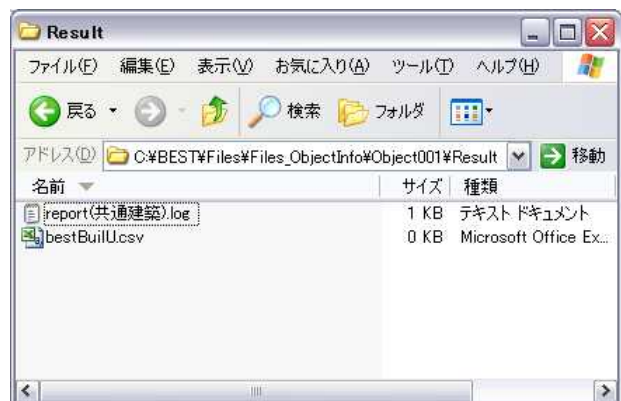 Result
ファイル(F) 編集(E) 表示(V) お気に入り(A) ツール(T) ヘルプ(H)
戻る 検索 フォルダ
アドレス(D) C:¥BEST¥Files¥Files_ObjectInfo¥Object001¥Result 移動
名前 サイズ 種類
report(共通建築).log 1 KB テキスト ドキュメント
bestBuilU.csv 0 KB Microsoft Office Ex...